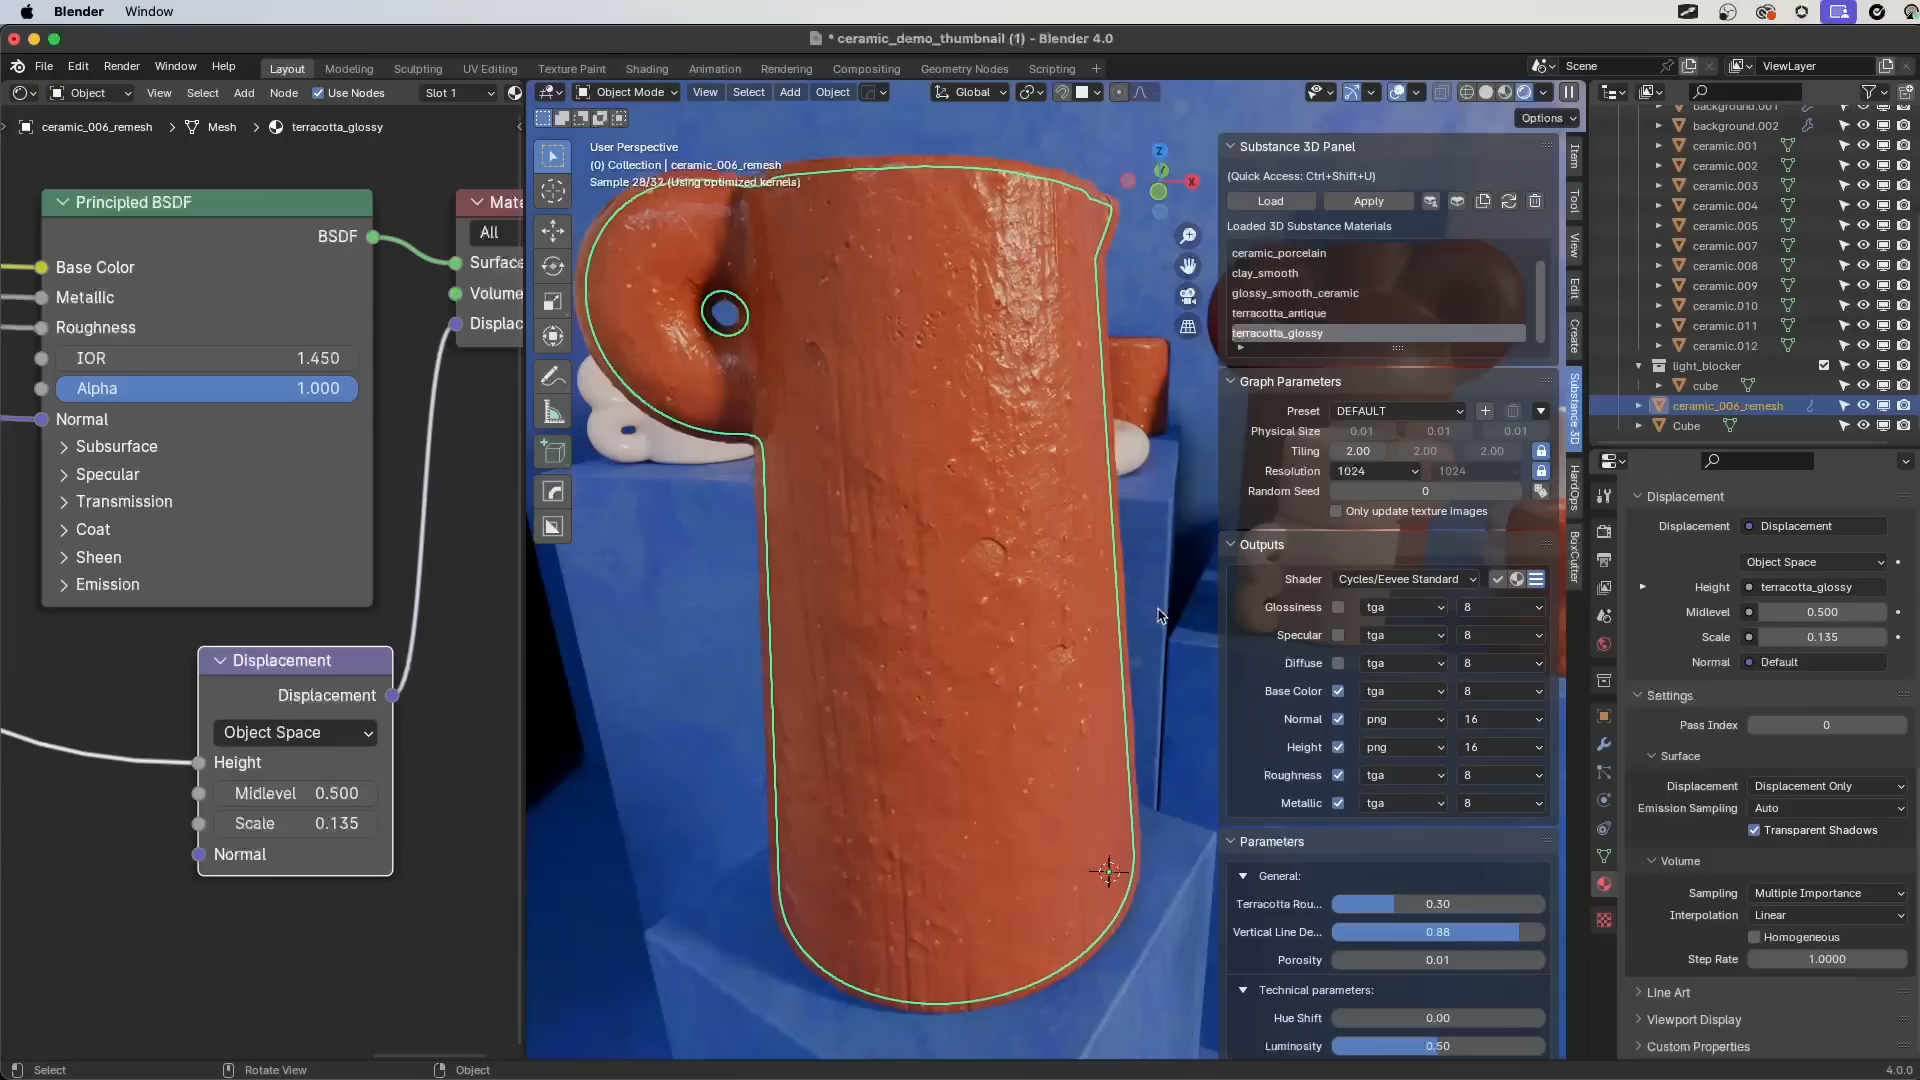 Blender Window
* ceramic_demo_thumbnail (1) - Blender 4.0
File Edit Render Window Help Layout Modeling Sculpting UV Editing Texture Paint Shading Animation Rendering Compositing Geometry Nodes Scripting + Scene ViewLayer
Object View Select Add Node Use Nodes Slot 1
Object Mode View Select Add Object Global
Options
ceramic_006_remesh > Mesh > terracotta_glossy
Principled BSDF
BSDF
Base Color
Metallic
Roughness
IOR 1.450
Alpha 1.000
Normal
Subsurface
Specular
Transmission
Coat
Sheen
Emission
Mate
All
Surface
Volume
Displac
Displacement
Displacement
Object Space
Height
Midlevel 0.500
Scale 0.135
Normal
User Perspective
(0) Collection | ceramic_006_remesh
Sample 28/32 (Using optimized kernels)
Z
Y
X
Substance 3D Panel
(Quick Access: Ctrl+Shift+U)
Load Apply
Loaded 3D Substance Materials
ceramic_porcelain
clay_smooth
glossy_smooth_ceramic
terracotta_antique
terracotta_glossy
Graph Parameters
Preset DEFAULT
Physical Size 0.01 0.01 0.01
Tiling 2.00 2.00 2.00
Resolution 1024 1024
Random Seed 0
Only update texture images
Outputs
Shader Cycles/Eevee Standard
Glossiness tga 8
Specular tga 8
Diffuse tga 8
Base Color tga 8
Normal png 16
Height png 16
Roughness tga 8
Metallic tga 8
Parameters
General:
Terracotta Rou... 0.30
Vertical Line De... 0.88
Porosity 0.01
Technical parameters:
Hue Shift 0.00
Luminosity 0.50
Item
Tool
View
Edit
Create
Substance 3D
HardOps
BoxCutter
background.001
background.002
ceramic.001
ceramic.002
ceramic.003
ceramic.004
ceramic.005
ceramic.007
ceramic.008
ceramic.009
ceramic.010
ceramic.011
ceramic.012
light_blocker
cube
ceramic_006_remesh
Cube
Displacement
Displacement Displacement
Object Space
Height terracotta_glossy
Midlevel 0.500
Scale 0.135
Normal Default
Settings
Pass Index 0
Surface
Displacement Displacement Only
Emission Sampling Auto
Transparent Shadows
Volume
Sampling Multiple Importance
Interpolation Linear
Homogeneous
Step Rate 1.0000
Line Art
Viewport Display
Custom Properties
Select Rotate View Object 4.0.0